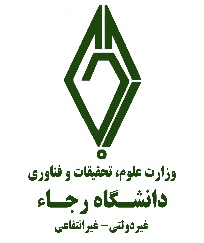 وزارت علوم، تحقیقات و فناوری
دانشگاه رجاء
غیردولتی- غیرانتفاعی